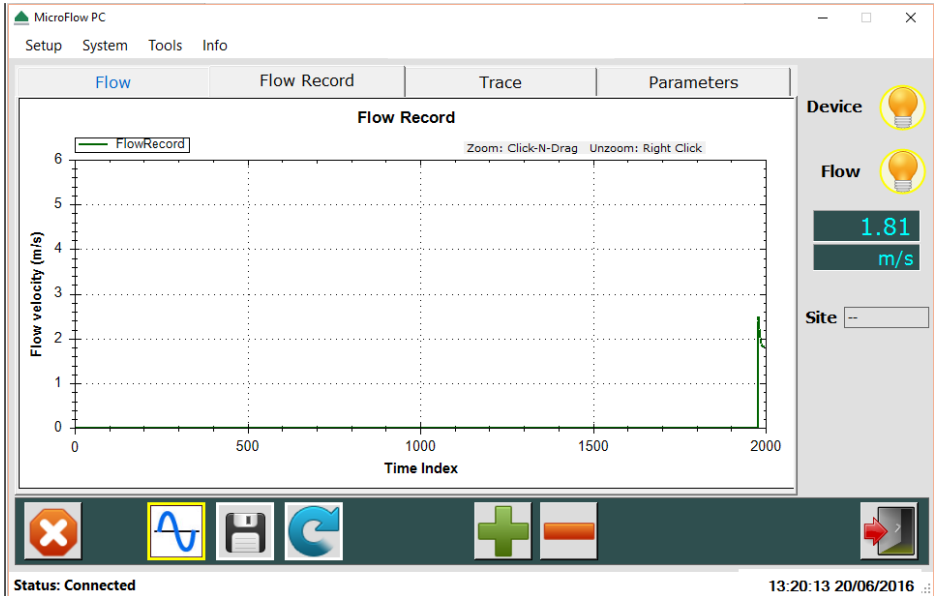 MicroFlow PC
Setup System Tools Info
Flow Flow Record Trace Parameters
Flow Record
FlowRecord
Zoom: Click-N-Drag Unzoom: Right Click
6
5
4
3
2
1
0
Flow velocity (m/s)
0 500 1000 1500 2000
Time Index
Device
Flow
1.81
m/s
Site --
Status: Connected
13:20:13 20/06/2016